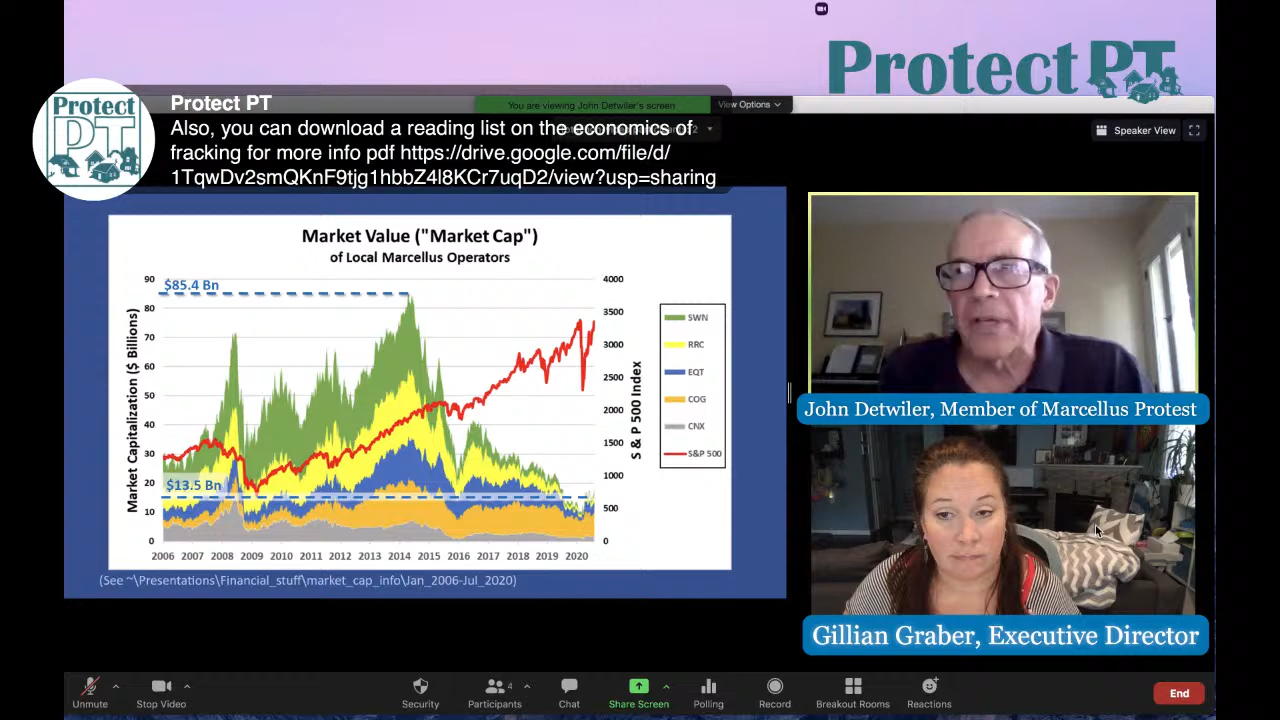 Protect PT
Protect
PT
Protect PT
Also, you can download a reading list on the economics of
fracking for more info pdf https://drive.google.com/file/d/
1TqwDv2smQKnF9tjg1hbbZ4l8KCr7uqD2/view?usp=sharing
You are viewing John Detwiler's screen
View Options
Speaker View
Market Value ("Market Cap")
of Local Marcellus Operators
Market Capitalization ($ Billions)
90
80
70
60
50
40
30
20
10
0
$85.4 Bn
$13.5 Bn
4000
3500
3000
2500
2000
1500
1000
500
0
S & P 500 Index
2006 2007 2008 2009 2010 2011 2012 2013 2014 2015 2016 2017 2018 2019 2020
SWN
RRC
EQT
COG
CNX
S&P 500
(See ~\Presentations\Financial_stuff\market_cap_info\Jan_2006-Jul_2020)
John Detwiler, Member of Marcellus Protest
Gillian Graber, Executive Director
Unmute
Stop Video
Security
Participants
4
Chat
Share Screen
Polling
Record
Breakout Rooms
Reactions
End